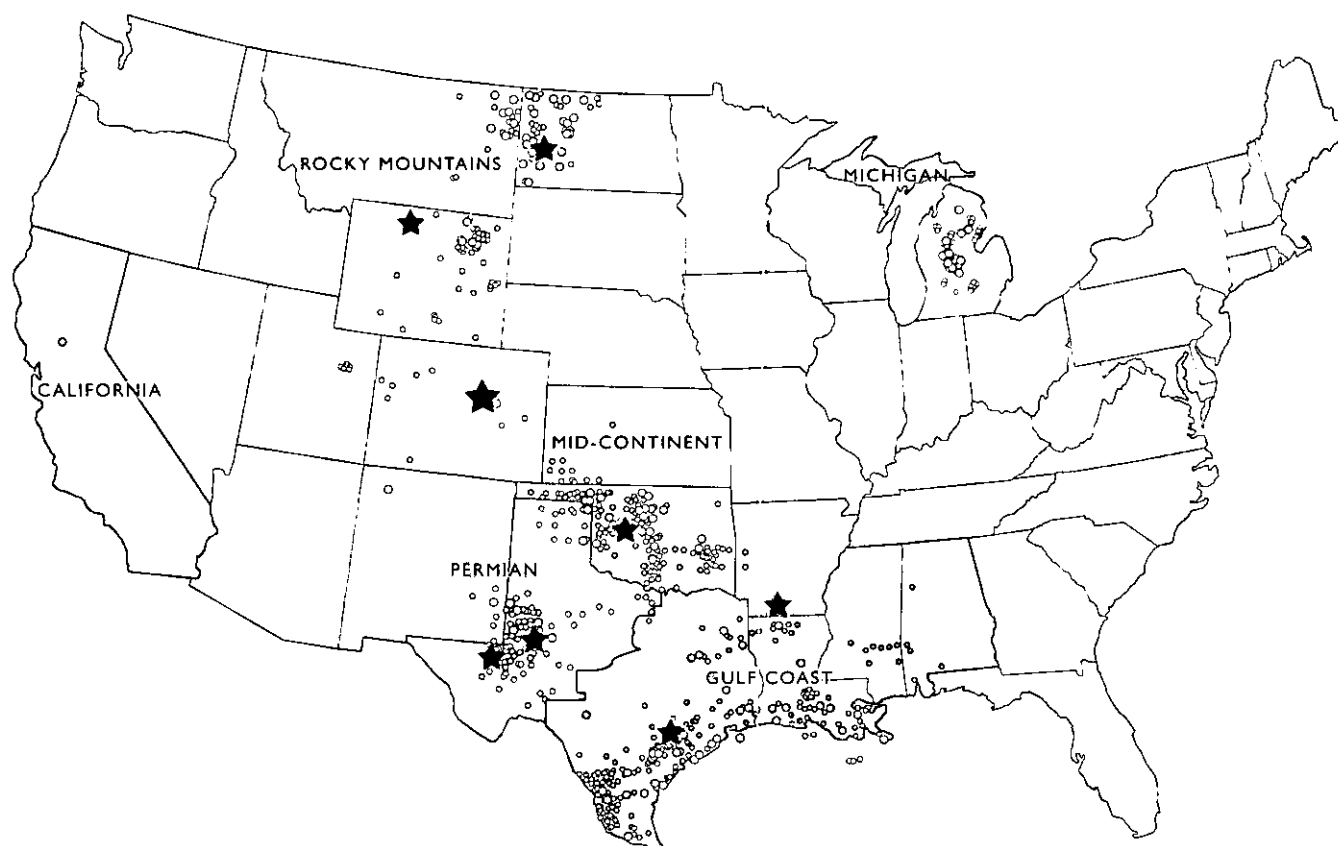 ROCKY MOUNTAINS
MICHIGAN
CALIFORNIA
MID-CONTINENT
PERMIAN
GULF COAST